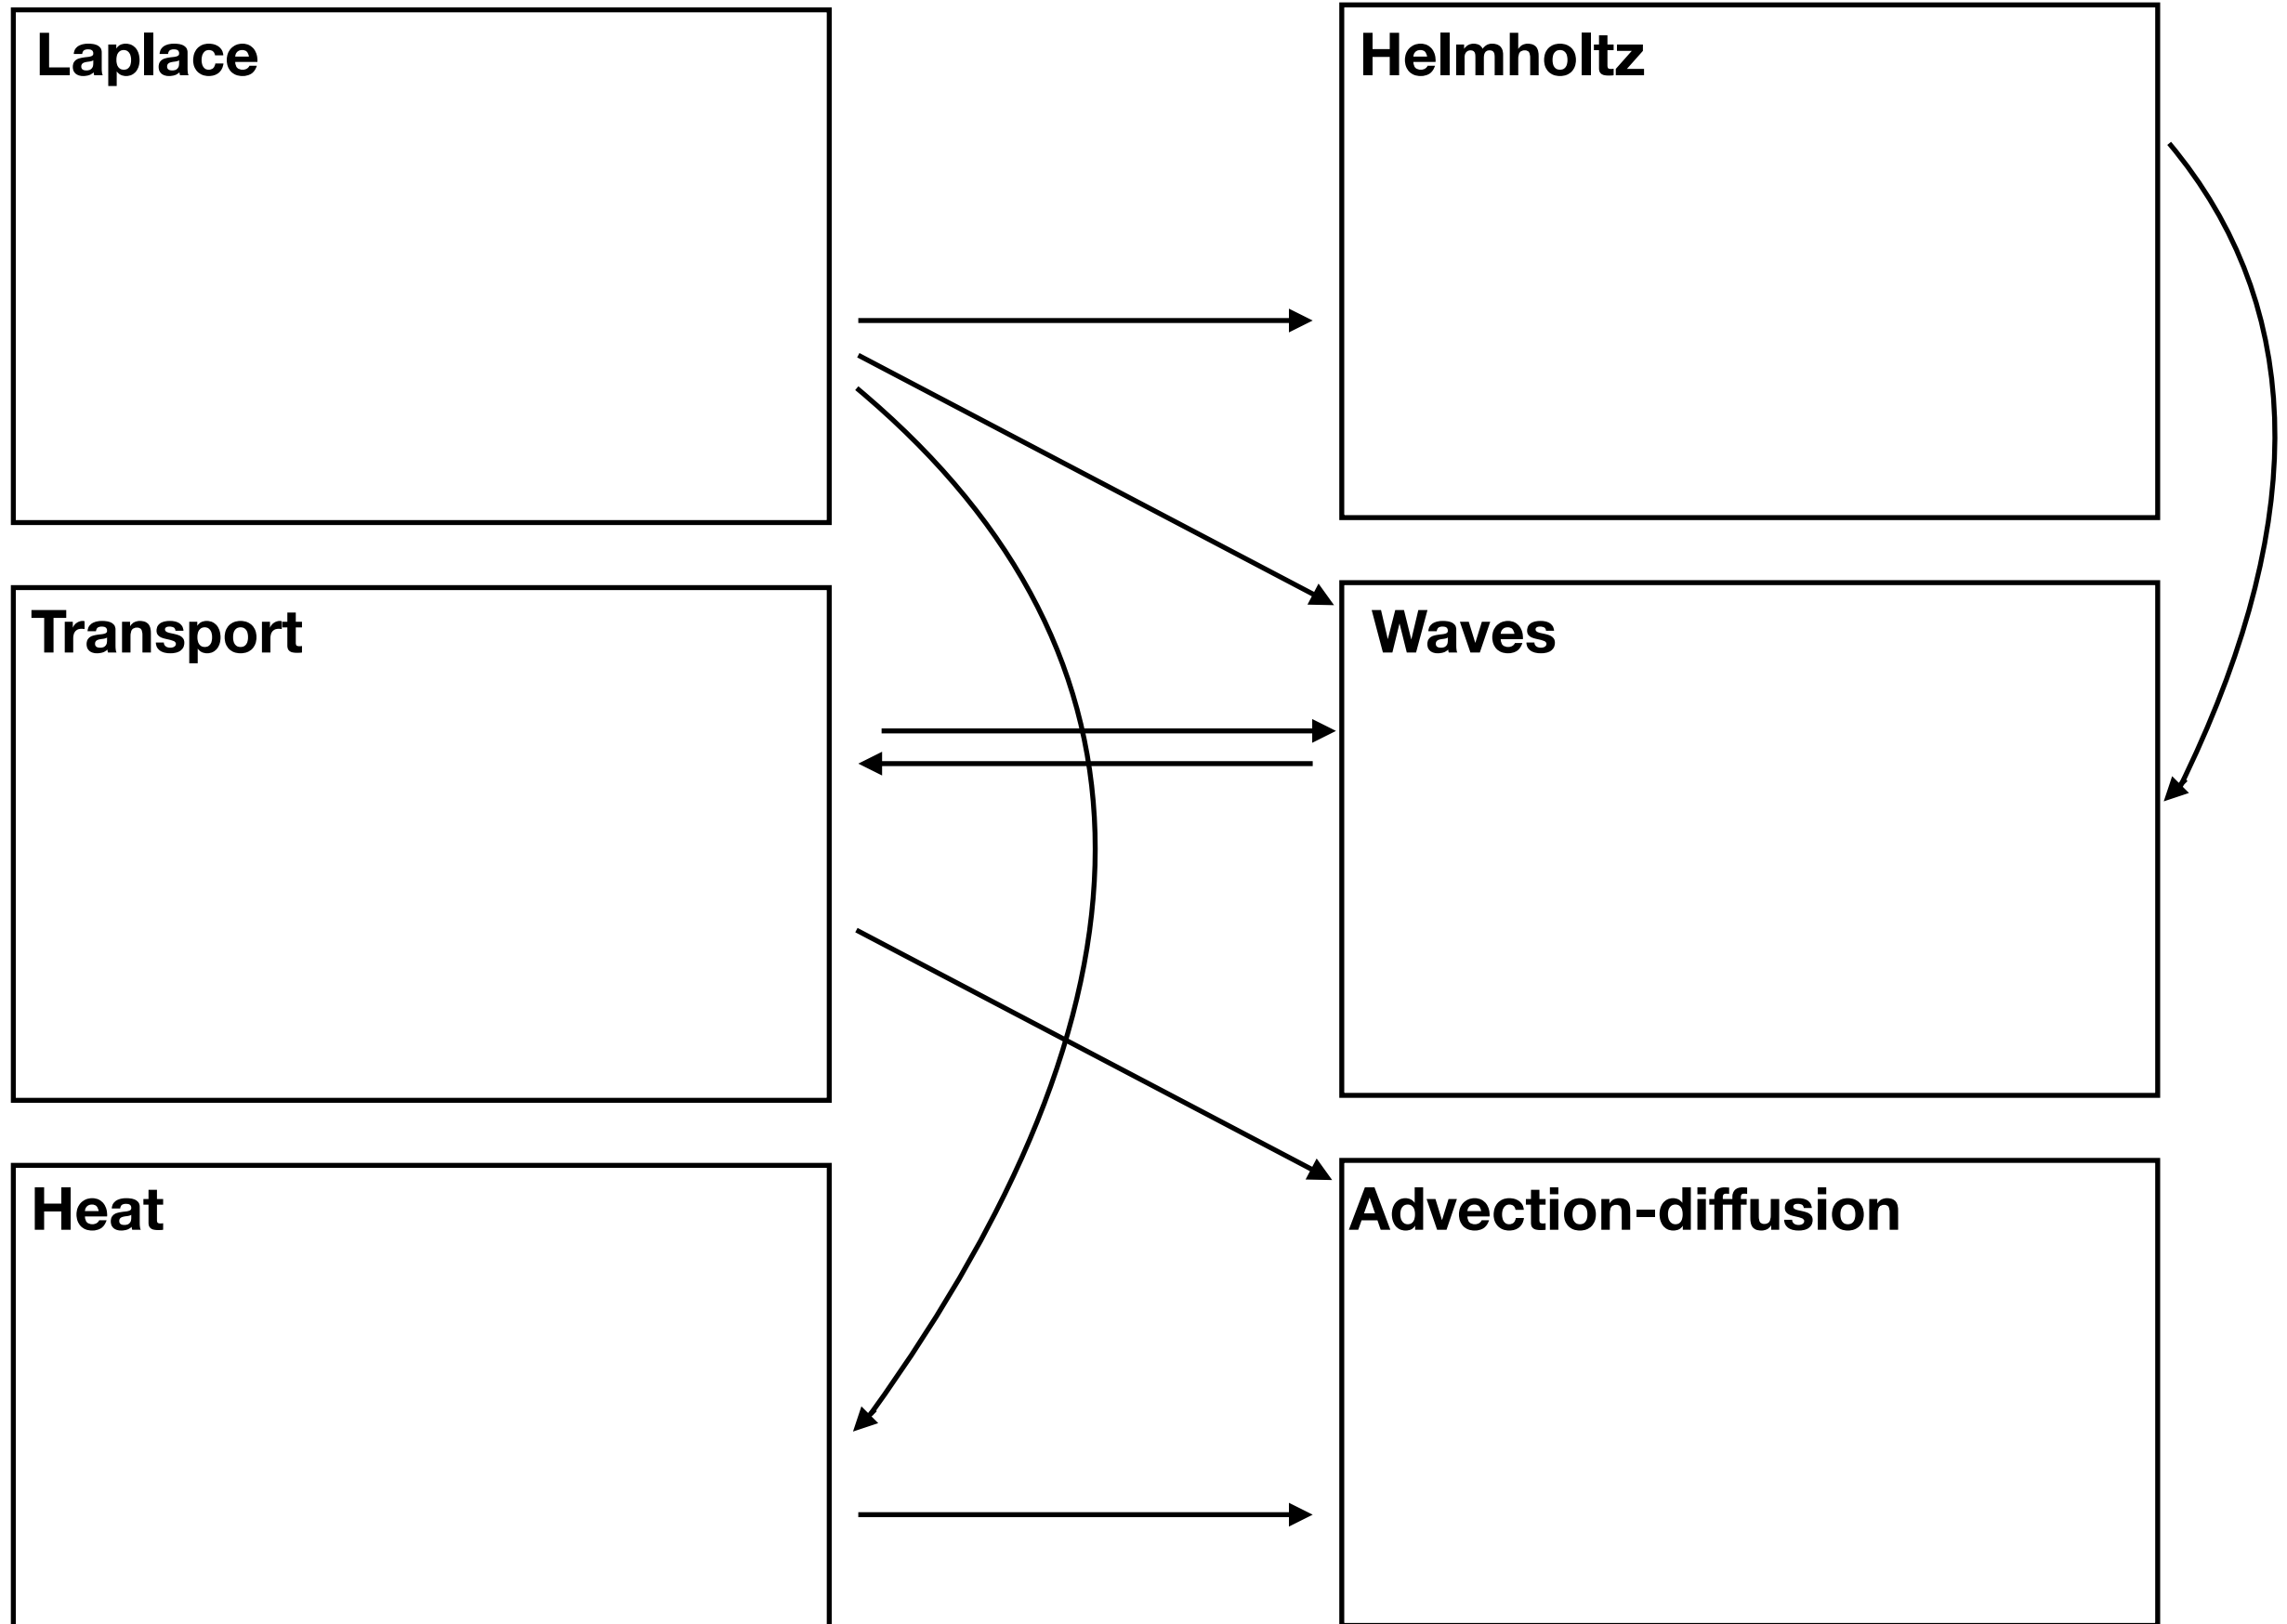 Laplace
Helmholtz
Transport
Waves
Heat
Advection-diffusion